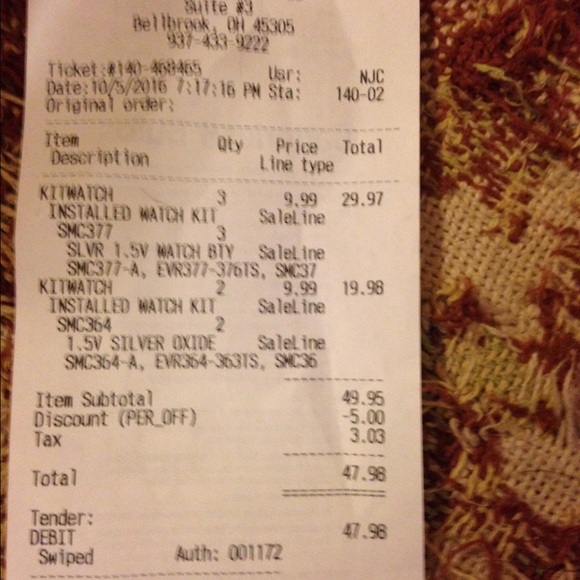 Suite #3
Bellbrook, OH 45305
937-433-9222
Ticket:#140-468465 Usr: NJC
Date:10/5/2016 7:17:16 PM Sta: 140-02
Original order:
Item Qty Price Total
Description Line type
KITWATCH 3 9.99 29.97
INSTALLED WATCH KIT SaleLine
SMC377 3
SLVR 1.5V WATCH BTY SaleLine
SMC377-A, EVR377-376TS, SMC37
KITWATCH 2 9.99 19.98
INSTALLED WATCH KIT SaleLine
SMC364 2
1.5V SILVER OXIDE SaleLine
SMC364-A, EVR364-363TS, SMC36
Item Subtotal 49.95
Discount (PER_OFF) -5.00
Tax 3.03
Total 47.98
Tender:
DEBIT 47.98
Swiped Auth: 001172